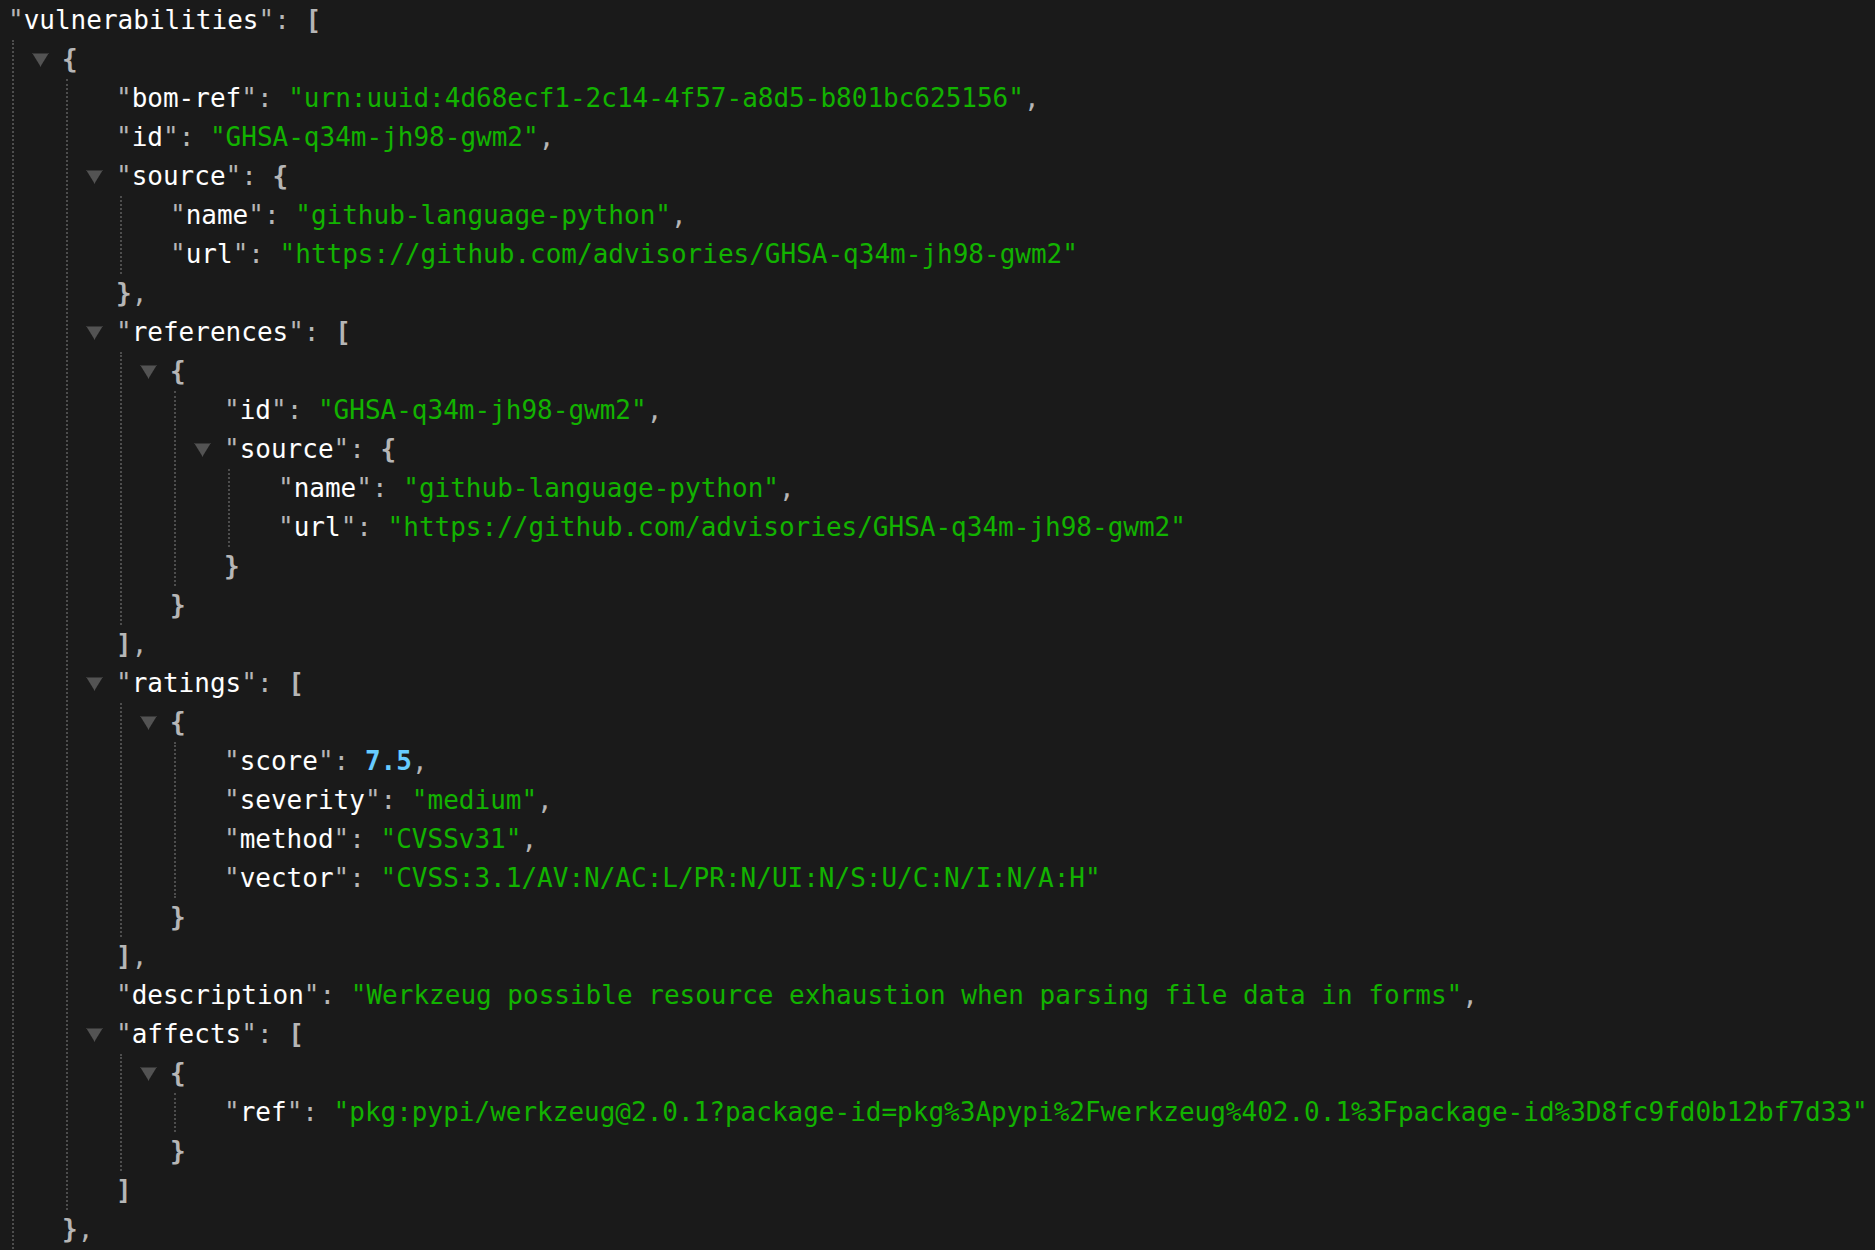 "vulnerabilities": [
{
"bom-ref": "urn:uuid:4d68ecf1-2c14-4f57-a8d5-b801bc625156",
"id": "GHSA-q34m-jh98-gwm2",
"source": {
"name": "github-language-python",
"url": "https://github.com/advisories/GHSA-q34m-jh98-gwm2"
},
"references": [
{
"id": "GHSA-q34m-jh98-gwm2",
"source": {
"name": "github-language-python",
"url": "https://github.com/advisories/GHSA-q34m-jh98-gwm2"
}
}
],
"ratings": [
{
"score": 7.5,
"severity": "medium",
"method": "CVSSv31",
"vector": "CVSS:3.1/AV:N/AC:L/PR:N/UI:N/S:U/C:N/I:N/A:H"
}
],
"description": "Werkzeug possible resource exhaustion when parsing file data in forms",
"affects": [
{
"ref": "pkg:pypi/werkzeug@2.0.1?package-id=pkg%3Apypi%2Fwerkzeug%402.0.1%3Fpackage-id%3D8fc9fd0b12bf7d33"
}
]
},